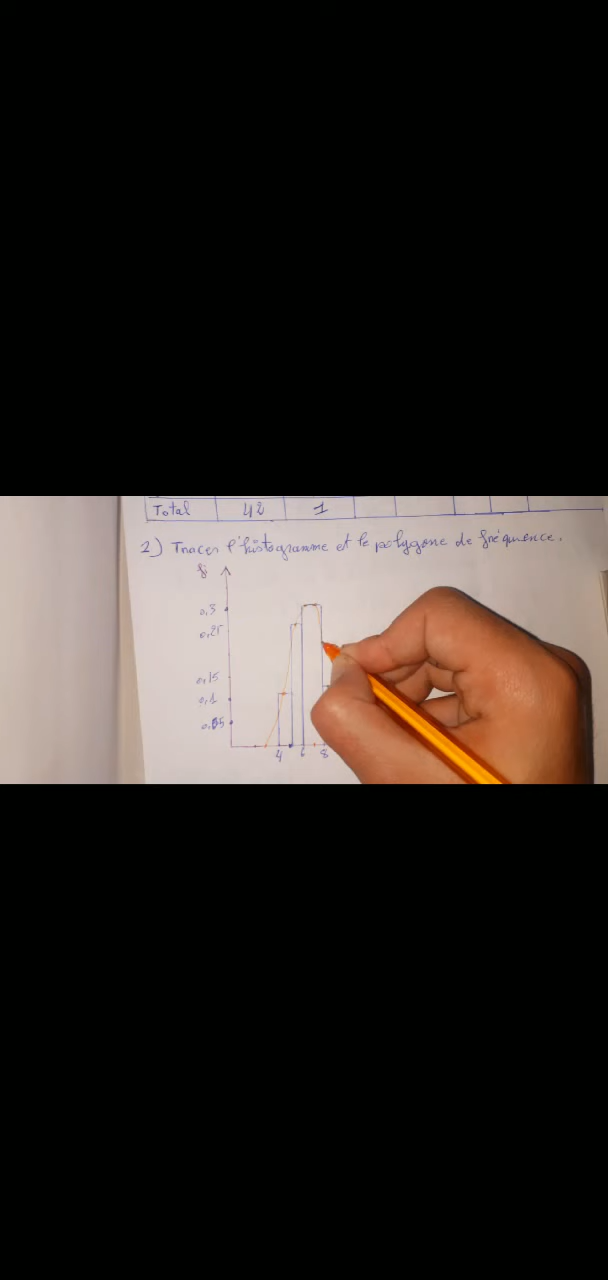 Total 42 1
2) Tracer l'histogramme et le polygone de fréquence.
fi
0,3
0,25
0,15
0,1
0,05
4 6 8